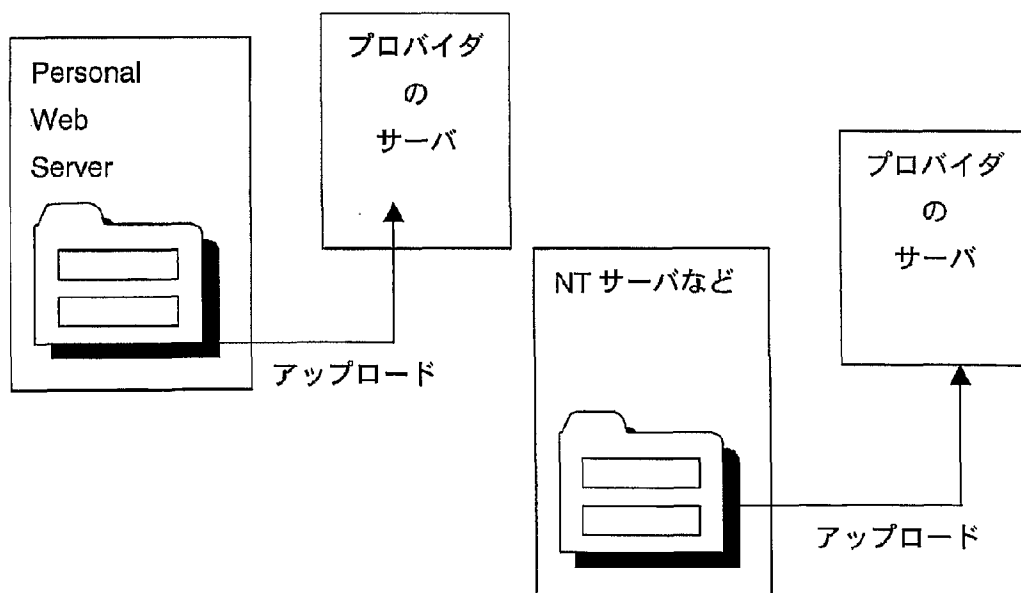 Personal
Web
Server
プロバイダ
の
サーバ
アップロード
NT サーバなど
プロバイダ
の
サーバ
アップロード